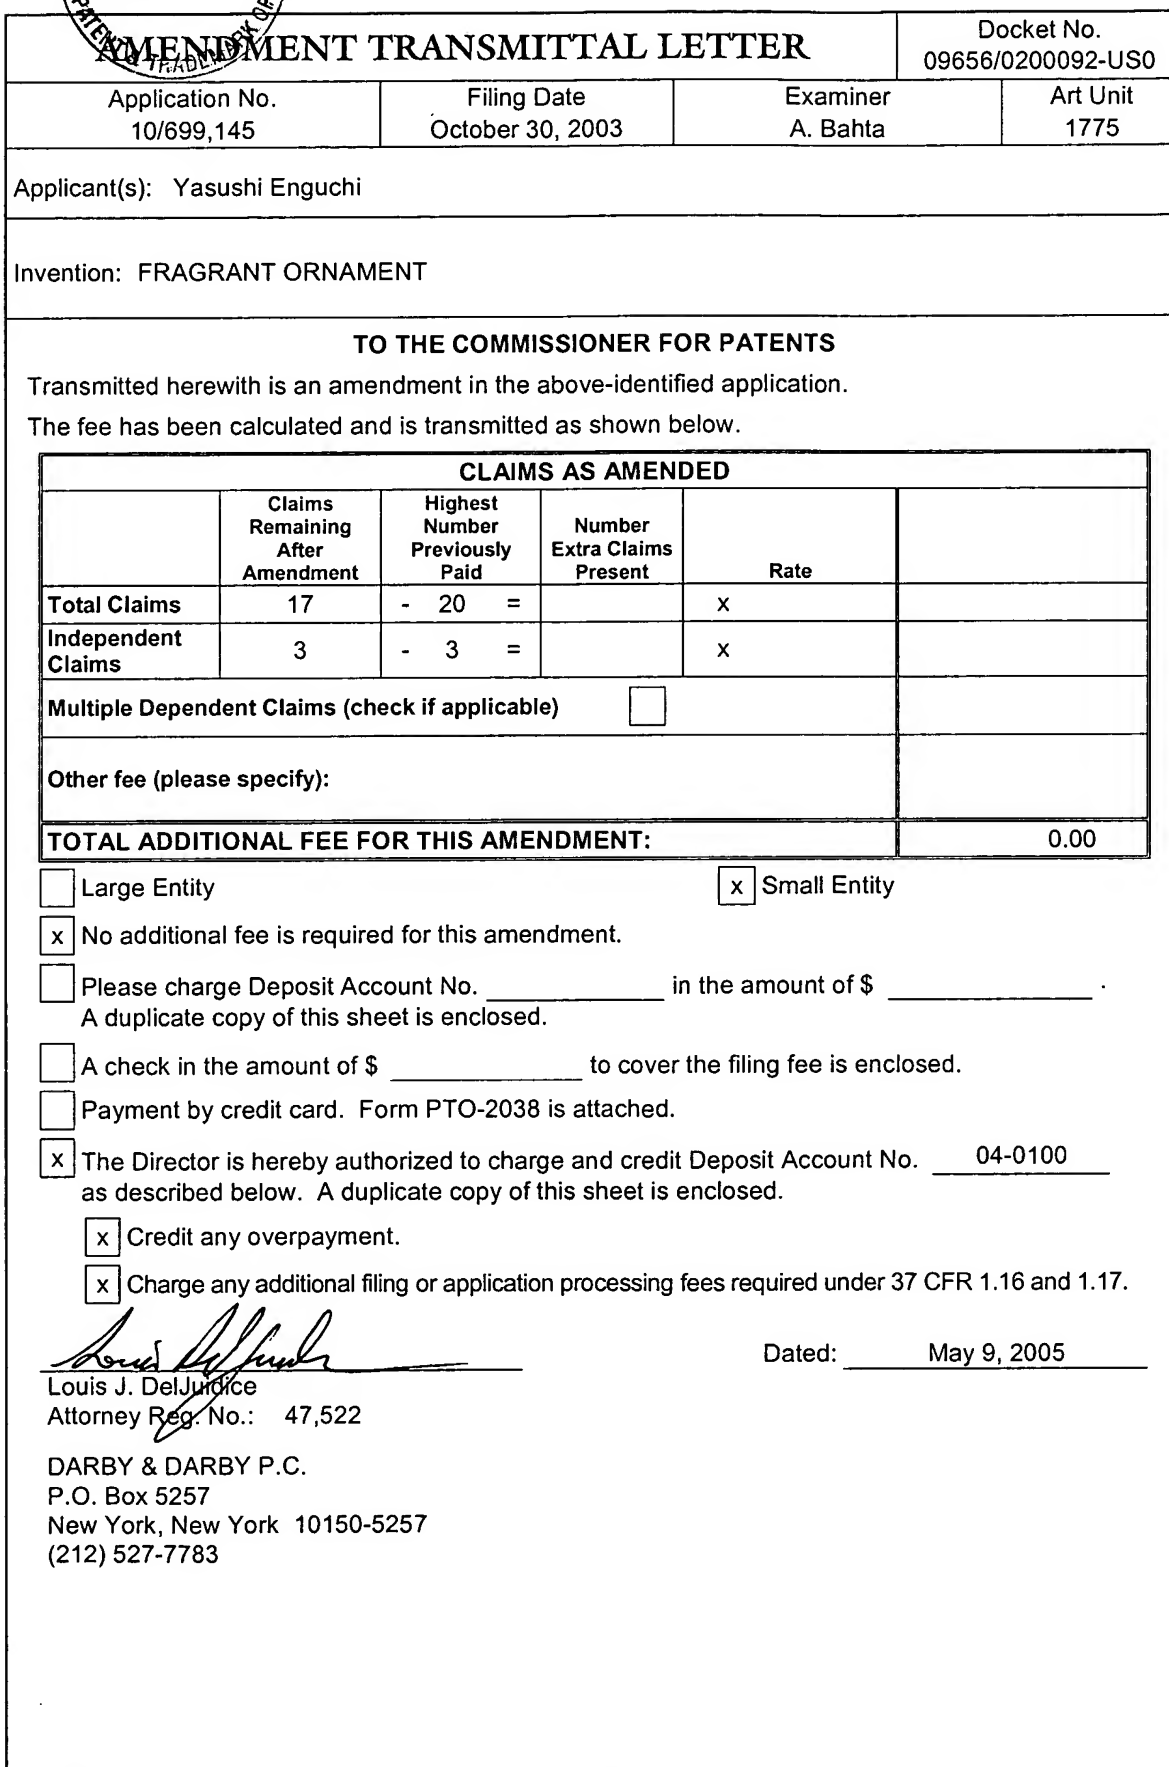 PATENT & TRADEMARK OF
AMENDMENT TRANSMITTAL LETTER
Docket No.
09656/0200092-US0
Application No.
10/699,145
Filing Date
October 30, 2003
Examiner
A. Bahta
Art Unit
1775
Applicant(s): Yasushi Enguchi
Invention: FRAGRANT ORNAMENT
TO THE COMMISSIONER FOR PATENTS
Transmitted herewith is an amendment in the above-identified application.
The fee has been calculated and is transmitted as shown below.
CLAIMS AS AMENDED
Claims
Remaining
After
Amendment
Highest
Number
Previously
Paid
Number
Extra Claims
Present
Rate
Total Claims 17 - 20 = x
Independent
Claims 3 - 3 = x
Multiple Dependent Claims (check if applicable)
Other fee (please specify):
TOTAL ADDITIONAL FEE FOR THIS AMENDMENT: 0.00
Large Entity x Small Entity
x No additional fee is required for this amendment.
Please charge Deposit Account No. in the amount of $ .
A duplicate copy of this sheet is enclosed.
A check in the amount of $ to cover the filing fee is enclosed.
Payment by credit card. Form PTO-2038 is attached.
x The Director is hereby authorized to charge and credit Deposit Account No. 04-0100
as described below. A duplicate copy of this sheet is enclosed.
x Credit any overpayment.
x Charge any additional filing or application processing fees required under 37 CFR 1.16 and 1.17.
Dated: May 9, 2005
Louis J. DelJuidice
Attorney Reg. No.: 47,522
DARBY & DARBY P.C.
P.O. Box 5257
New York, New York 10150-5257
(212) 527-7783